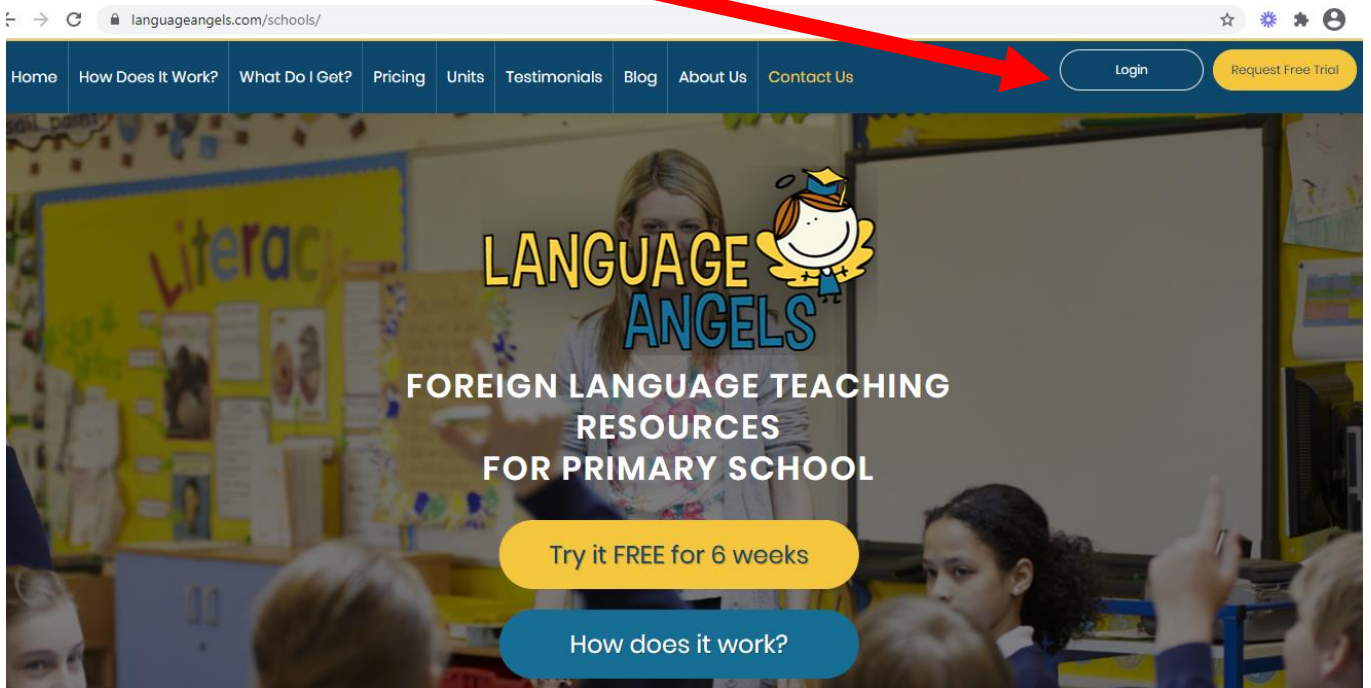 languageangels.com/schools/
Home How Does It Work? What Do I Get? Pricing Units Testimonials Blog About Us Contact Us Login Request Free Trial
Literacy
LANGUAGE
ANGELS
FOREIGN LANGUAGE TEACHING
RESOURCES
FOR PRIMARY SCHOOL
Try it FREE for 6 weeks
How does it work?